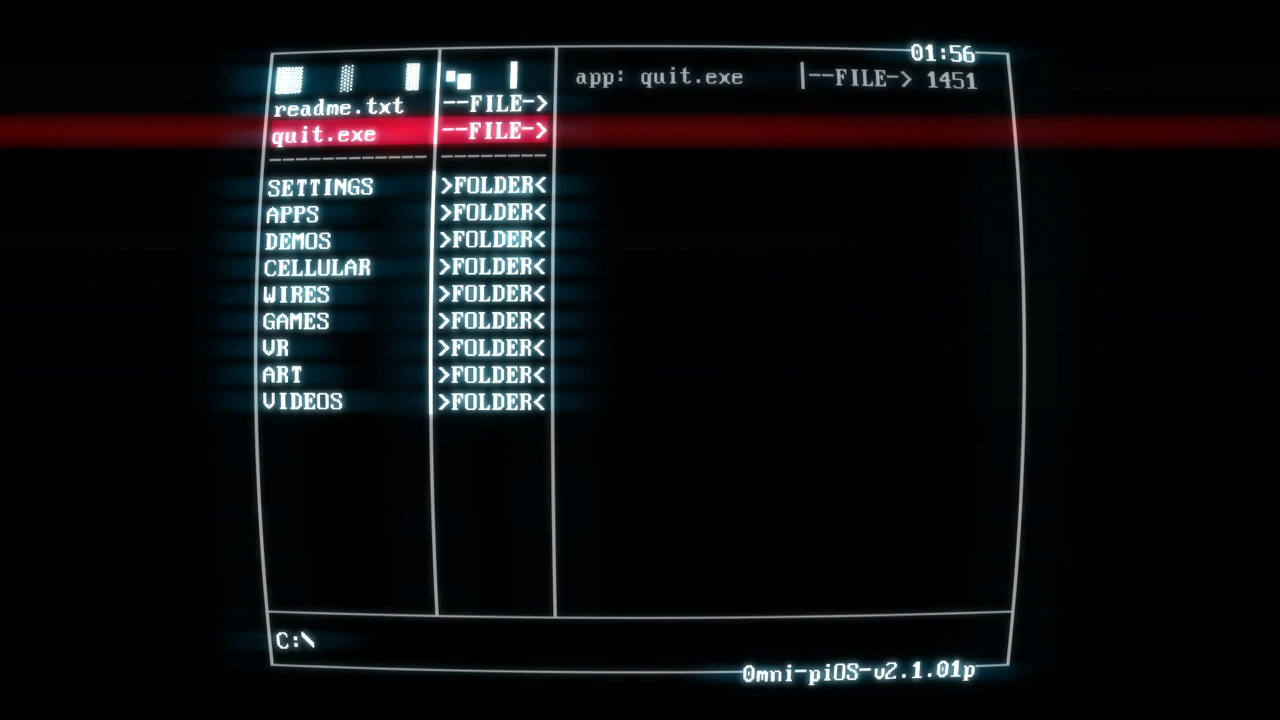 01:56
app: quit.exe |--FILE-> 1451
readme.txt --FILE->
quit.exe --FILE->
------------ --------
SETTINGS >FOLDER<
APPS >FOLDER<
DEMOS >FOLDER<
CELLULAR >FOLDER<
WIRES >FOLDER<
GAMES >FOLDER<
VR >FOLDER<
ART >FOLDER<
VIDEOS >FOLDER<
C:\
Omni-piOS-v2.1.01p